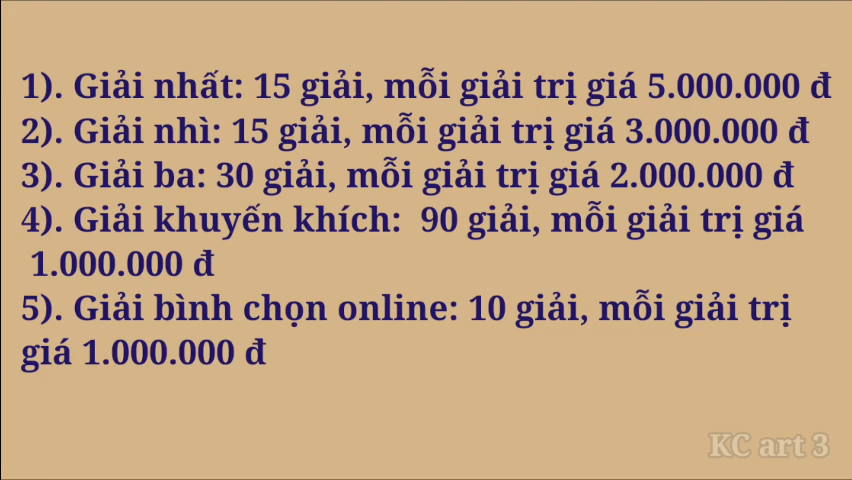 1). Giải nhất: 15 giải, mỗi giải trị giá 5.000.000 đ
2). Giải nhì: 15 giải, mỗi giải trị giá 3.000.000 đ
3). Giải ba: 30 giải, mỗi giải trị giá 2.000.000 đ
4). Giải khuyến khích:  90 giải, mỗi giải trị giá
1.000.000 đ
5). Giải bình chọn online: 10 giải, mỗi giải trị
giá 1.000.000 đ
KC art 3